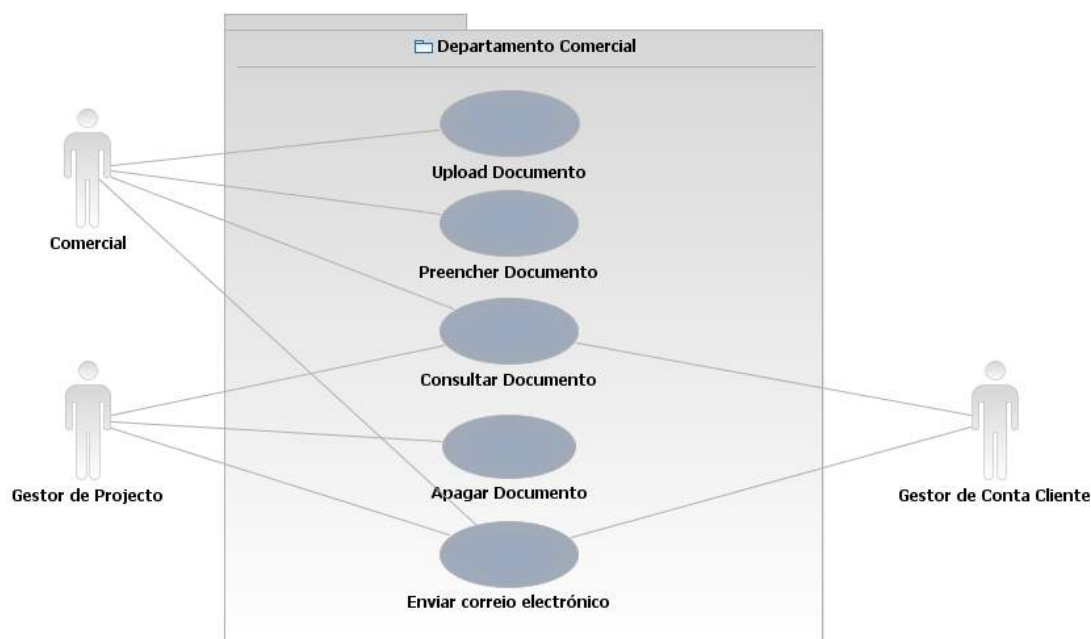 Departamento Comercial
Upload Documento
Comercial
Preencher Documento
Consultar Documento
Gestor de Projecto
Apagar Documento
Gestor de Conta Cliente
Enviar correio electrónico